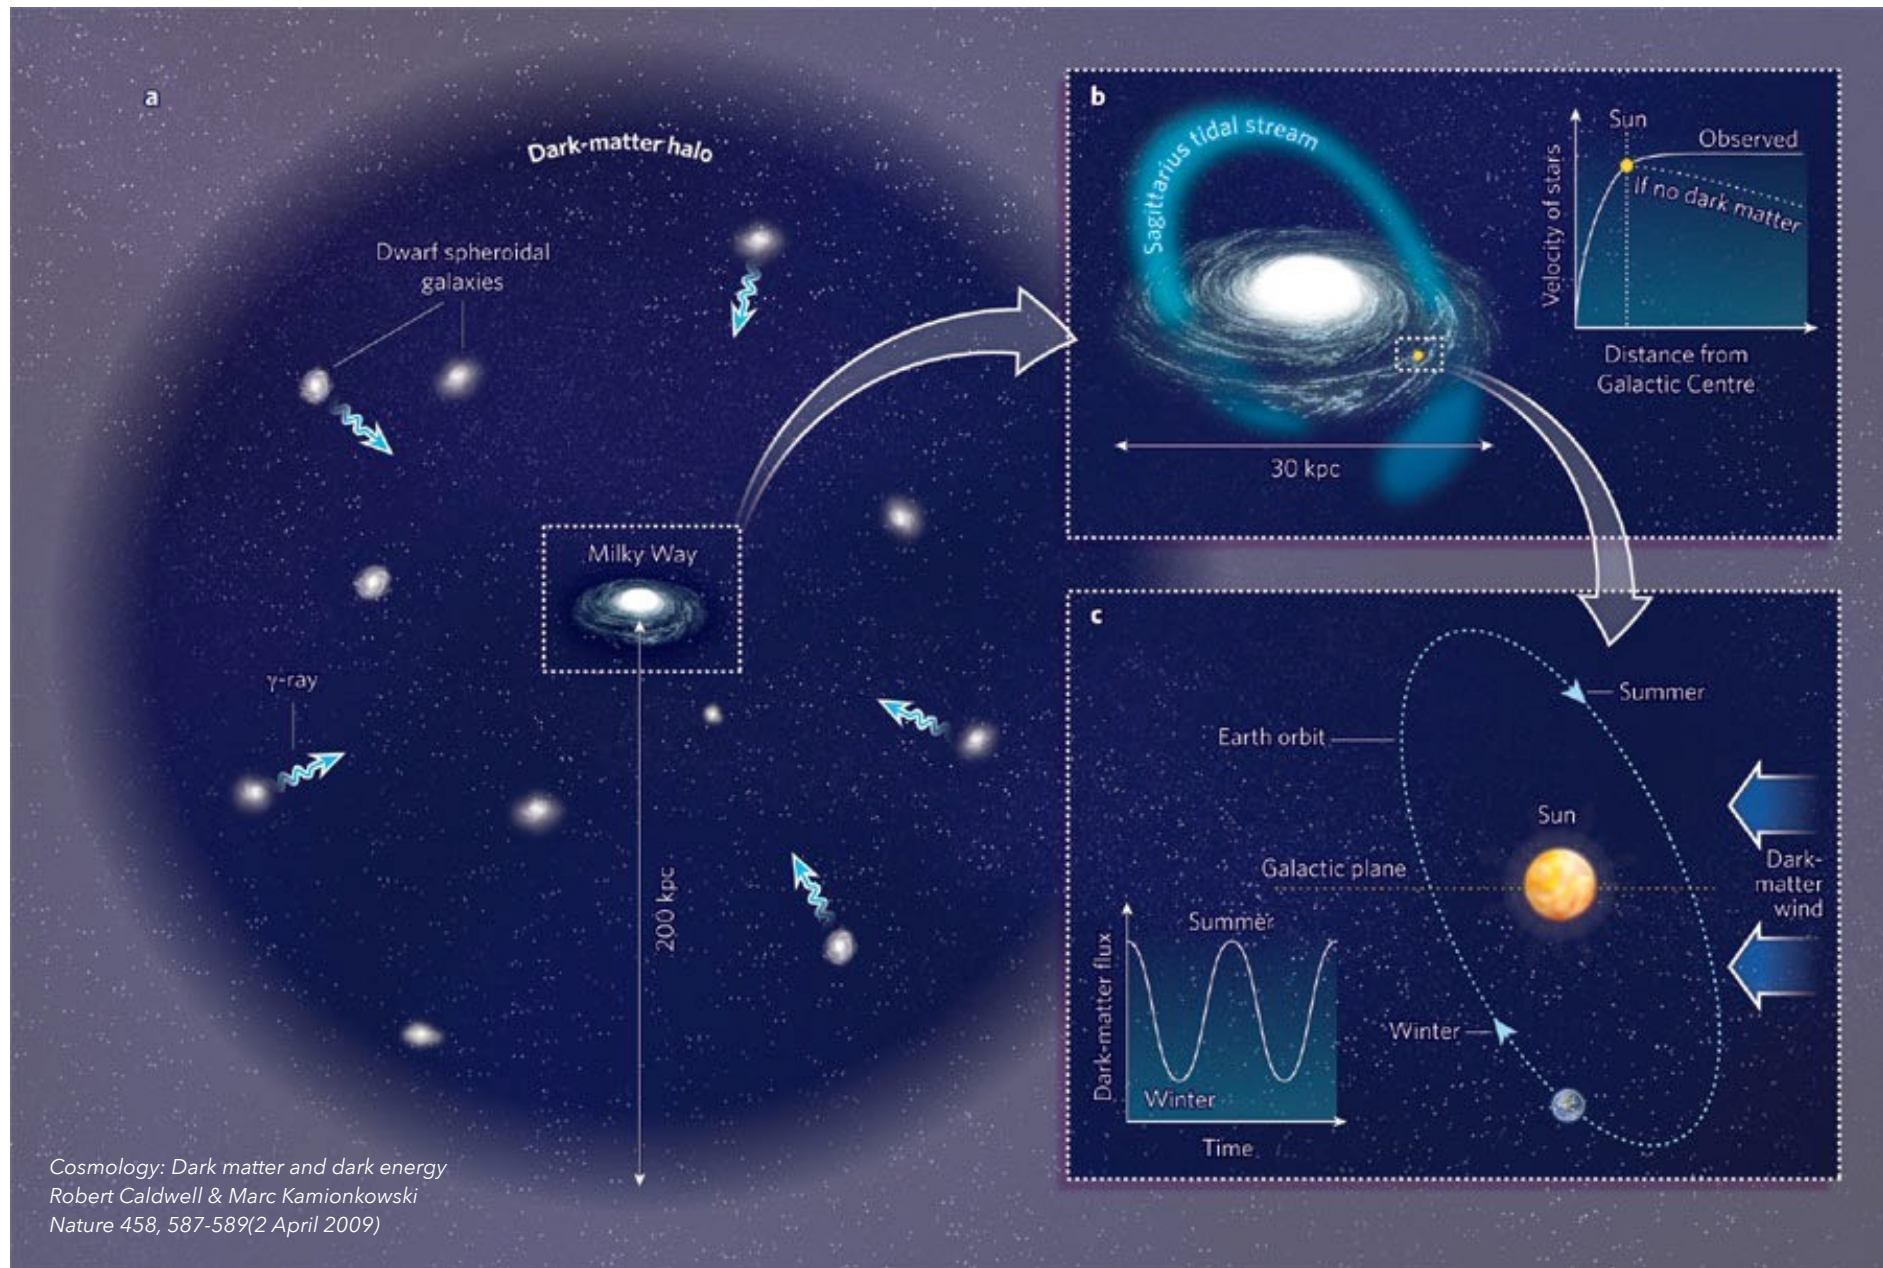 a
Dark-matter halo
Dwarf spheroidal
galaxies
Milky Way
γ-ray
200 kpc
Cosmology: Dark matter and dark energy
Robert Caldwell & Marc Kamionkowski
Nature 458, 587-589(2 April 2009)
b
Sagittarius tidal stream
30 kpc
Sun
Observed
If no dark matter
Velocity of stars
Distance from
Galactic Centre
c
Summer
Earth orbit
Sun
Galactic plane
Dark-
matter
wind
Winter
Summer
Dark-matter flux
Winter
Time